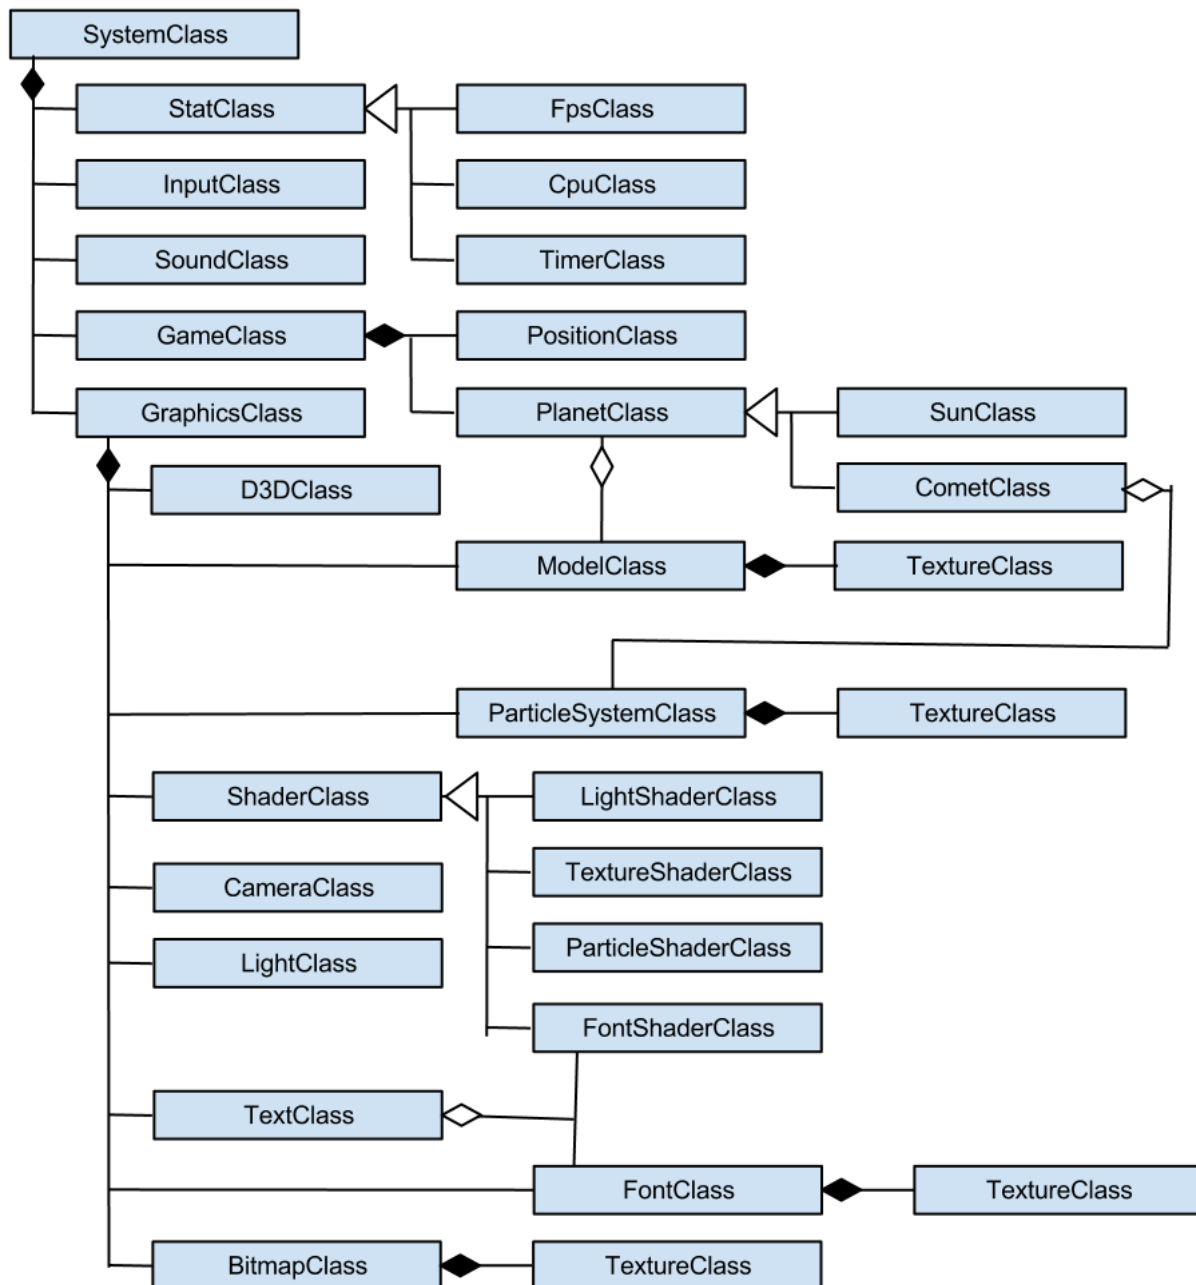 SystemClass
StatClass
FpsClass
InputClass
CpuClass
SoundClass
TimerClass
GameClass
PositionClass
GraphicsClass
PlanetClass
SunClass
D3DClass
CometClass
ModelClass
TextureClass
ParticleSystemClass
TextureClass
ShaderClass
LightShaderClass
CameraClass
TextureShaderClass
LightClass
ParticleShaderClass
FontShaderClass
TextClass
FontClass
TextureClass
BitmapClass
TextureClass